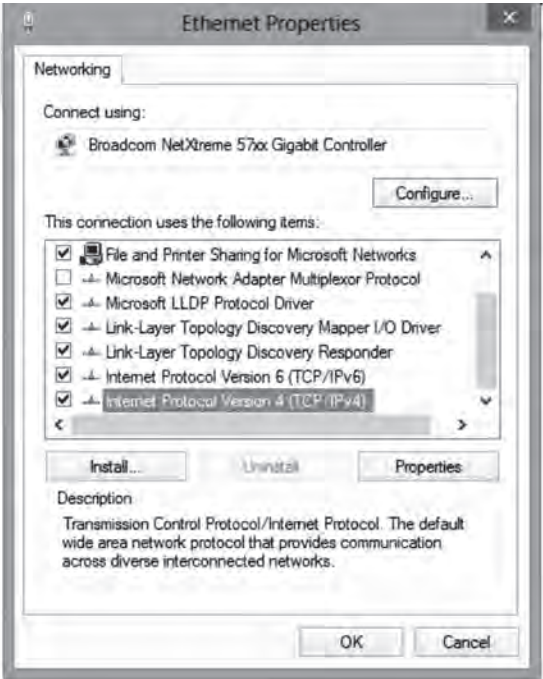 Ethernet Properties
Networking
Connect using:
Broadcom NetXtreme 57xx Gigabit Controller
Configure...
This connection uses the following items:
File and Printer Sharing for Microsoft Networks
Microsoft Network Adapter Multiplexor Protocol
Microsoft LLDP Protocol Driver
Link-Layer Topology Discovery Mapper I/O Driver
Link-Layer Topology Discovery Responder
Internet Protocol Version 6 (TCP/IPv6)
Internet Protocol Version 4 (TCP/IPv4)
Install...
Uninstall
Properties
Description
Transmission Control Protocol/Internet Protocol. The default
wide area network protocol that provides communication
across diverse interconnected networks.
OK
Cancel